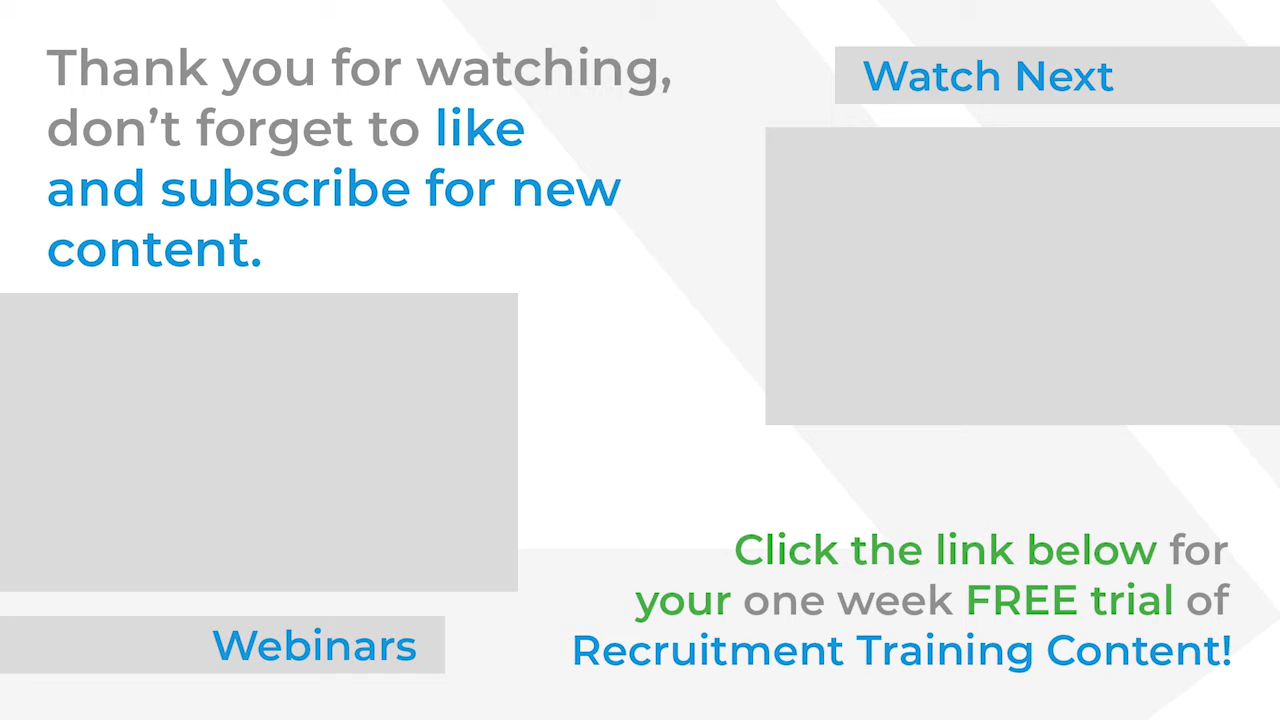 Thank you for watching,
don’t forget to like
and subscribe for new
content.
Watch Next
Webinars
Click the link below for
your one week FREE trial of
Recruitment Training Content!